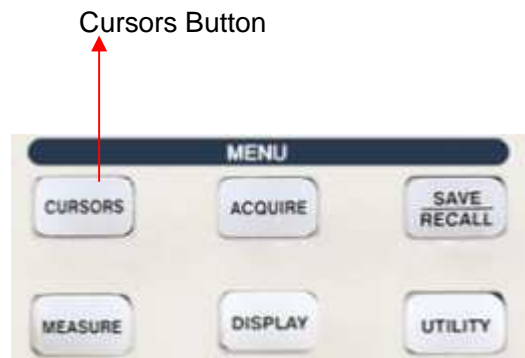 Cursors Button
MENU
CURSORS
ACQUIRE
SAVE
RECALL
MEASURE
DISPLAY
UTILITY